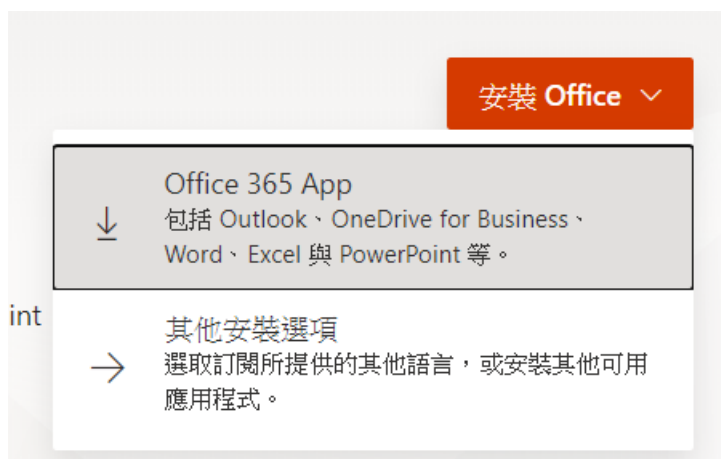 安裝 Office
Office 365 App
包括 Outlook、OneDrive for Business、
Word、Excel 與 PowerPoint 等。
int
其他安裝選項
選取訂閱所提供的其他語言，或安裝其他可用
應用程式。